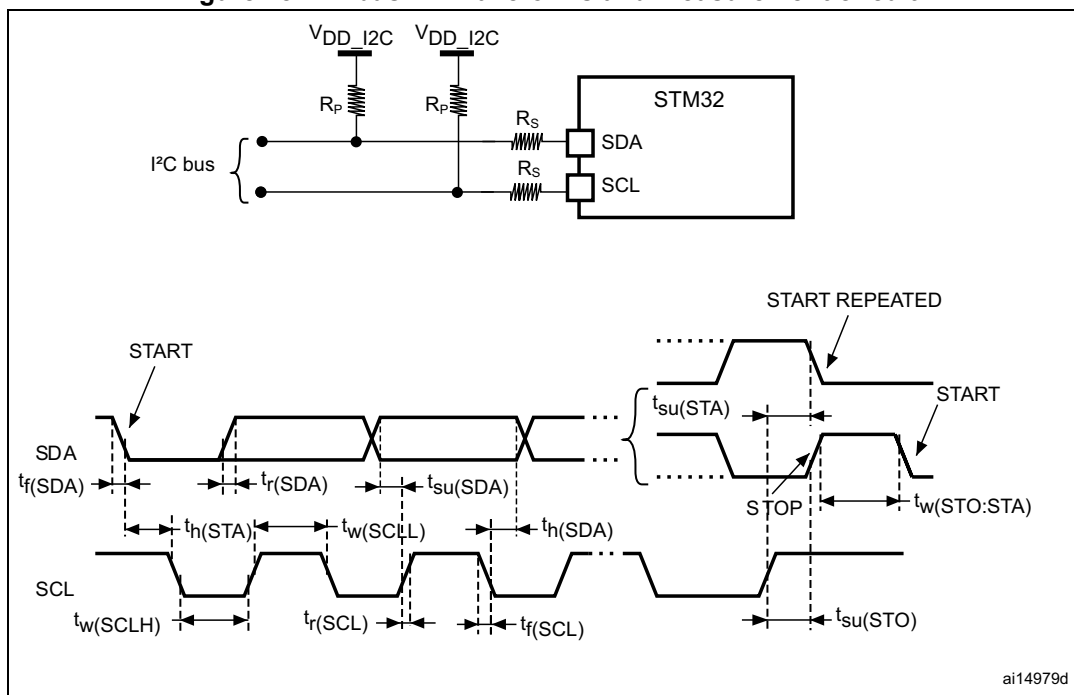 VDD_I2C VDD_I2C
RP RP
STM32
RS
SDA
I²C bus
RS
SCL
START REPEATED
START
START
tsu(STA)
SDA
tf(SDA) tr(SDA) tsu(SDA)
STOP tw(STO:STA)
th(STA) tw(SCLL) th(SDA)
SCL
tw(SCLH) tr(SCL) tf(SCL) tsu(STO)
ai14979d